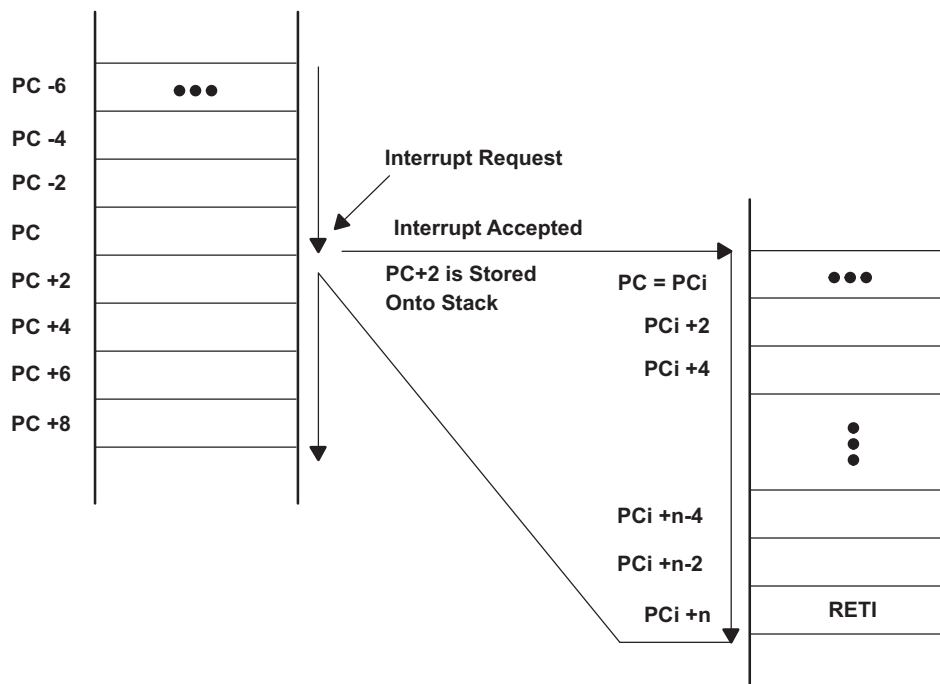 PC -6
PC -4
PC -2
PC
PC +2
PC +4
PC +6
PC +8
Interrupt Request
Interrupt Accepted
PC+2 is Stored
Onto Stack
PC = PCi
PCi +2
PCi +4
PCi +n-4
PCi +n-2
PCi +n
RETI